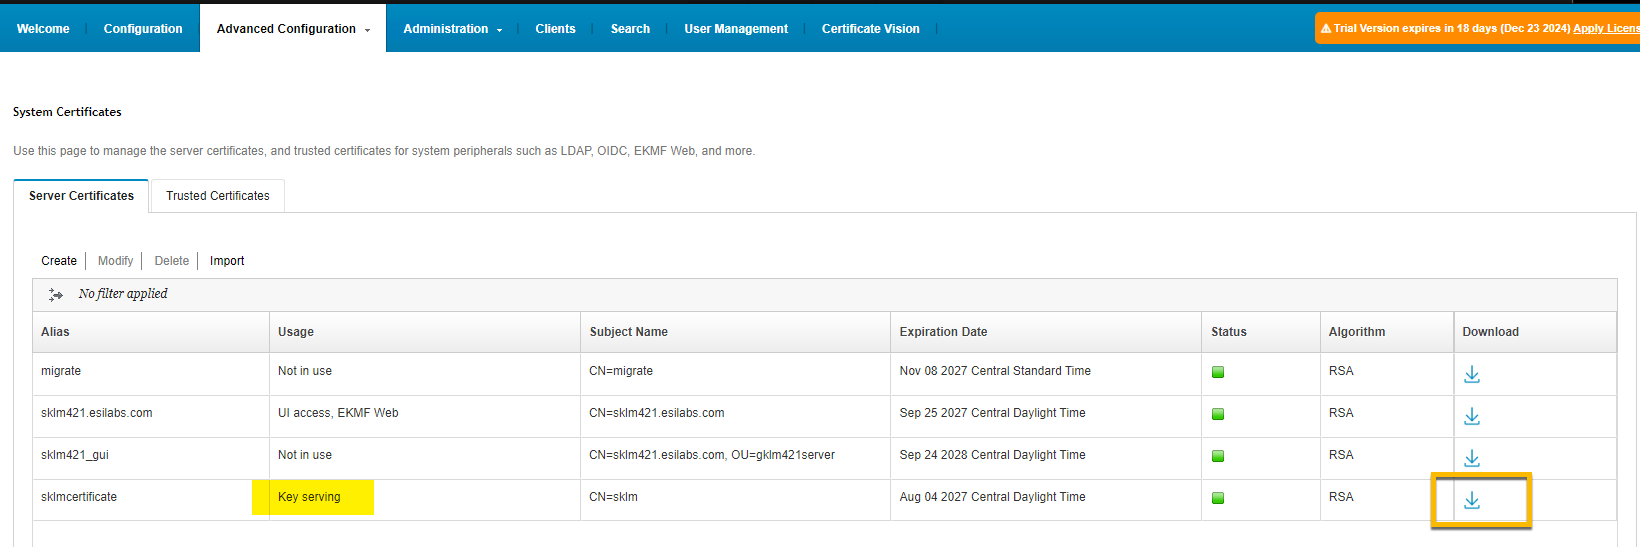 Welcome Configuration Advanced Configuration Administration Clients Search User Management Certificate Vision Trial Version expires in 18 days (Dec 23 2024) Apply Licens
System Certificates
Use this page to manage the server certificates, and trusted certificates for system peripherals such as LDAP, OIDC, EKMF Web, and more.
Server Certificates Trusted Certificates
Create Modify Delete Import
No filter applied
Alias Usage Subject Name Expiration Date Status Algorithm Download
migrate Not in use CN=migrate Nov 08 2027 Central Standard Time RSA
sklm421.esilabs.com UI access, EKMF Web CN=sklm421.esilabs.com Sep 25 2027 Central Daylight Time RSA
sklm421_gui Not in use CN=sklm421.esilabs.com, OU=gklm421server Sep 24 2028 Central Daylight Time RSA
sklmcertificate Key serving CN=sklm Aug 04 2027 Central Daylight Time RSA